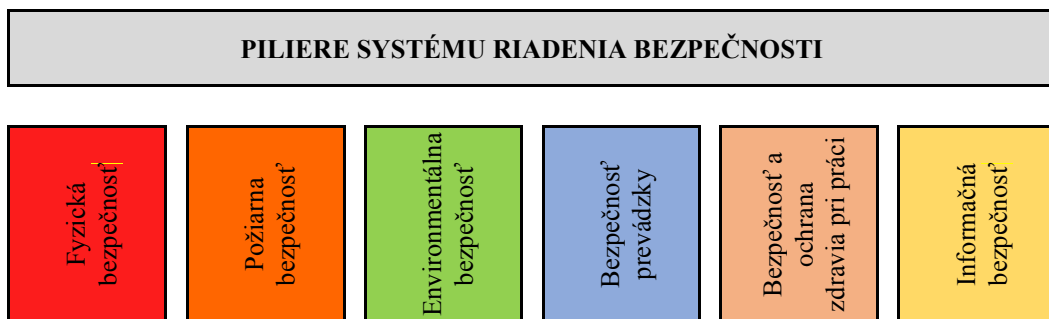 PILIERE SYSTÉMU RIADENIA BEZPEČNOSTI
Fyzická
bezpečnosť
Požiarna
bezpečnosť
Environmentálna
bezpečnosť
Bezpečnosť
prevádzky
Bezpečnosť a
ochrana
zdravia pri práci
Informačná
bezpečnosť